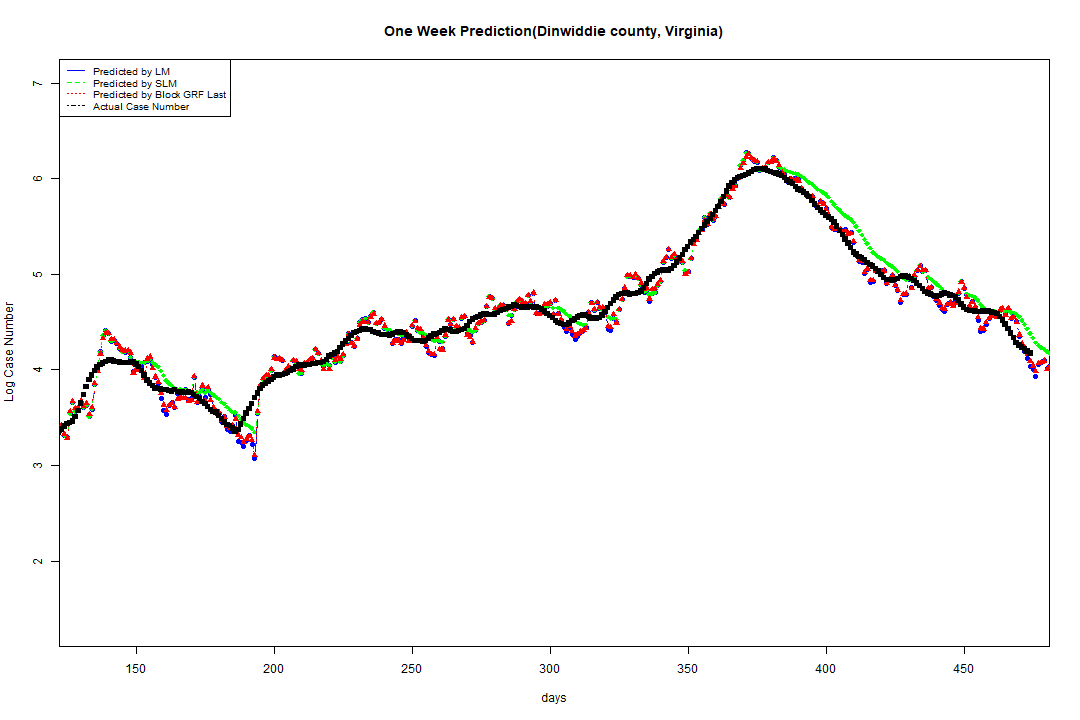 One Week Prediction(Dinwiddie county, Virginia)
Predicted by LM
Predicted by SLM
Predicted by Block GRF Last
Actual Case Number
Log Case Number
7
6
5
4
3
2
150 200 250 300 350 400 450
days